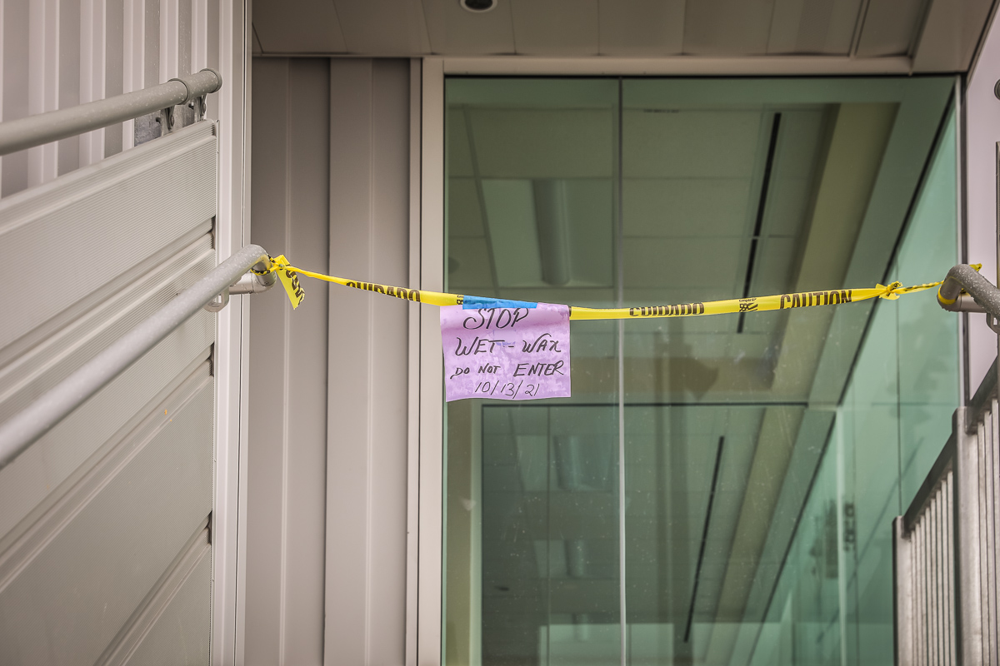 CUIDADO
STOP
WET-WAX
DO NOT ENTER
10/13/21
CUIDADO
CAUTION